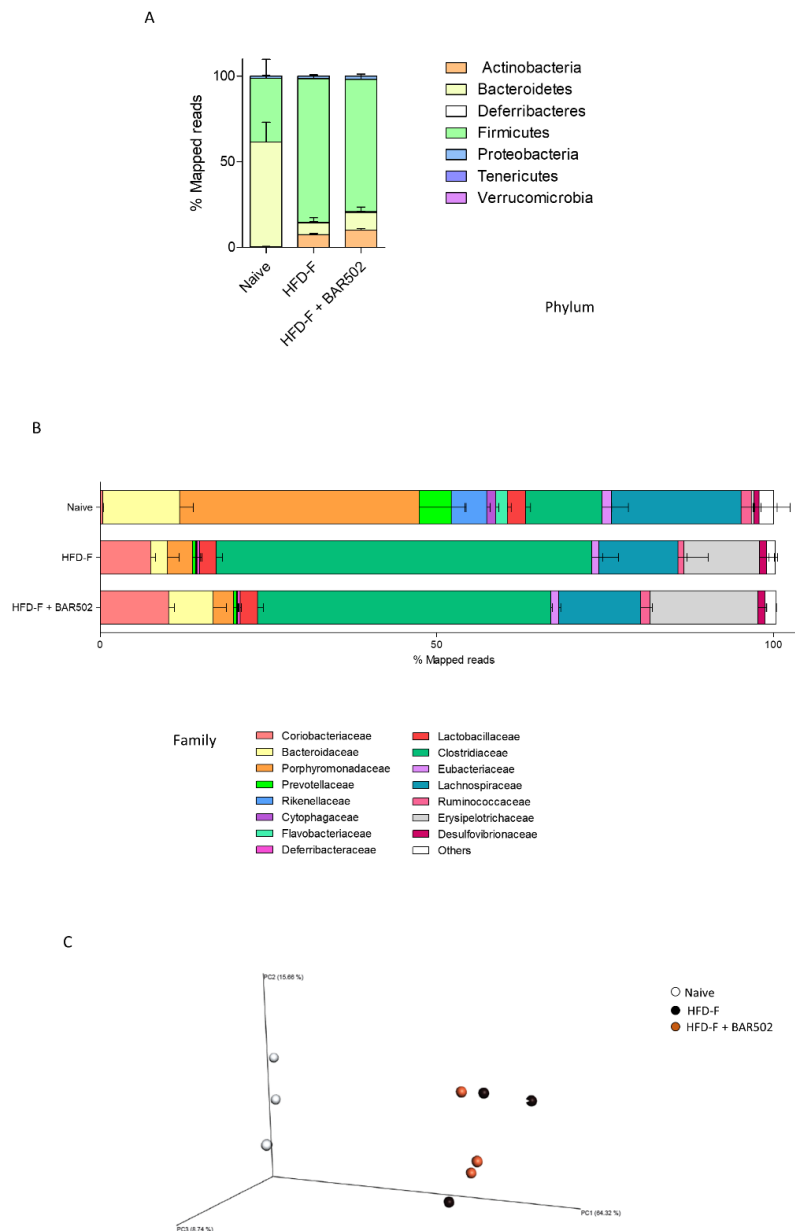 A
100
50
0
% Mapped reads
Naive
HFD-F
HFD-F + BAR502
Actinobacteria
Bacteroidetes
Deferribacteres
Firmicutes
Proteobacteria
Tenericutes
Verrucomicrobia
Phylum
B
Naive
HFD-F
HFD-F + BAR502
0
50
100
% Mapped reads
Family
Coriobacteriaceae
Bacteroidaceae
Porphyromonadaceae
Prevotellaceae
Rikenellaceae
Cytophagaceae
Flavobacteriaceae
Deferribacteraceae
Lactobacillaceae
Clostridiaceae
Eubacteriaceae
Lachnospiraceae
Ruminococcaceae
Erysipelotrichaceae
Desulfovibrionaceae
Others
C
PC2 (15.66 %)
PC1 (64.32 %)
PC3 (8.74 %)
Naive
HFD-F
HFD-F + BAR502